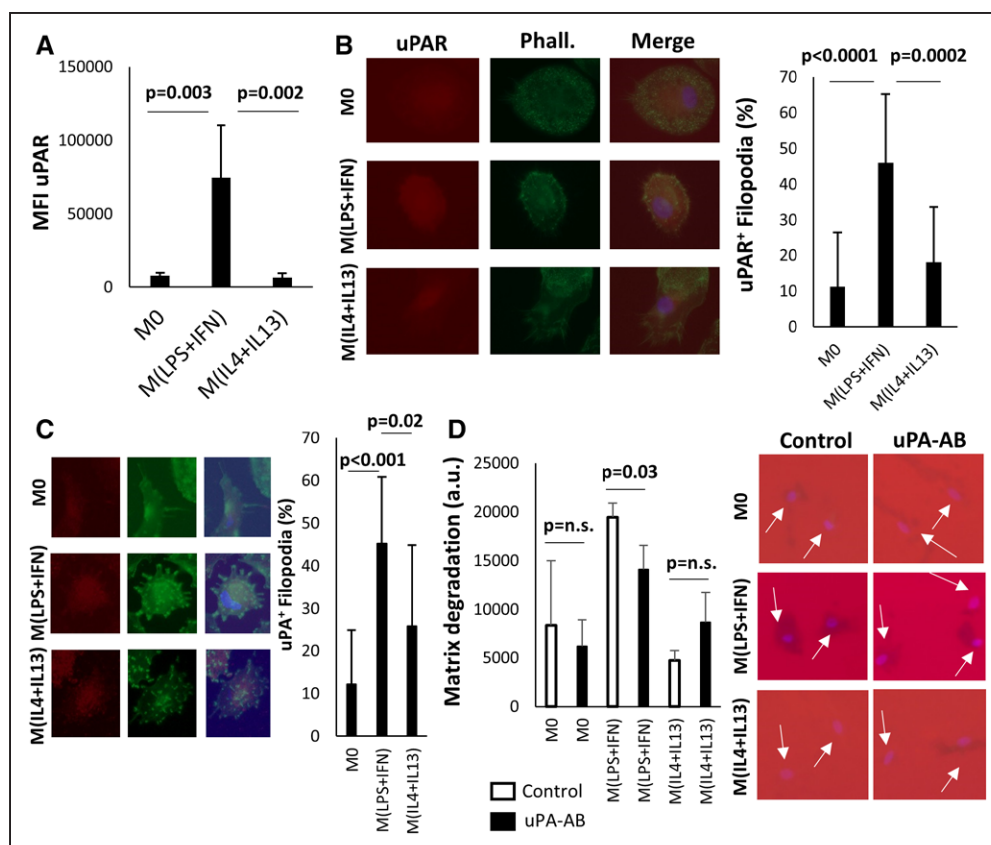 A
MFI uPAR
150000
100000
50000
0
p=0.003
p=0.002
M0
M(LPS+IFN)
M(IL4+IL13)
B
uPAR
Phall.
Merge
M0
M(LPS+IFN)
M(IL4+IL13)
p<0.0001
p=0.0002
uPAR+ Filopodia (%)
70
60
50
40
30
20
10
0
M0
M(LPS+IFN)
M(IL4+IL13)
C
M0
M(LPS+IFN)
M(IL4+IL13)
uPA+ Filopodia (%)
70
60
50
40
30
20
10
0
p=0.02
p<0.001
M0
M(LPS+IFN)
M(IL4+IL13)
D
Matrix degradation (a.u.)
25000
20000
15000
10000
5000
0
p=n.s.
p=0.03
p=n.s.
M0
M0
M(LPS+IFN)
M(LPS+IFN)
M(IL4+IL13)
M(IL4+IL13)
Control
uPA-AB
Control
uPA-AB
M0
M(LPS+IFN)
M(IL4+IL13)